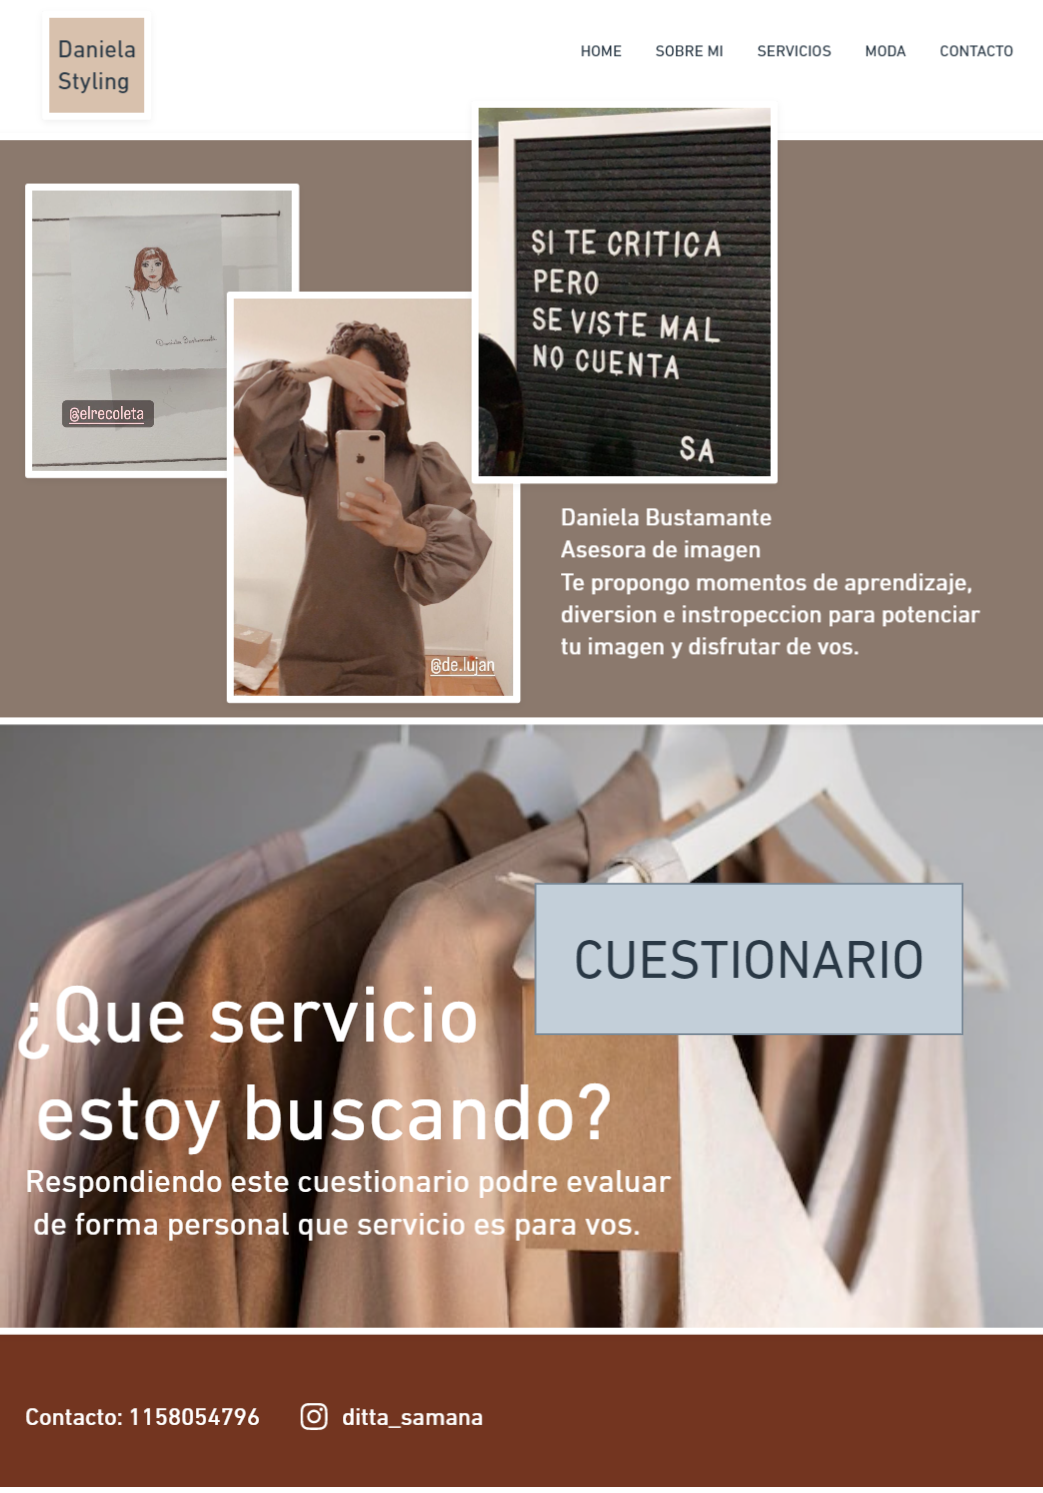 Daniela
Styling
HOME
SOBRE MI
SERVICIOS
MODA
CONTACTO
Daniela Bustamante
@elrecoleta
@de.lujan
SI TE CRITICA
PERO
SE VISTE MAL
NO CUENTA
SA
Daniela Bustamante
Asesora de imagen
Te propongo momentos de aprendizaje,
diversion e instropeccion para potenciar
tu imagen y disfrutar de vos.
CUESTIONARIO
¿Que servicio
estoy buscando?
Respondiendo este cuestionario podre evaluar
de forma personal que servicio es para vos.
Contacto: 1158054796
ditta_samana